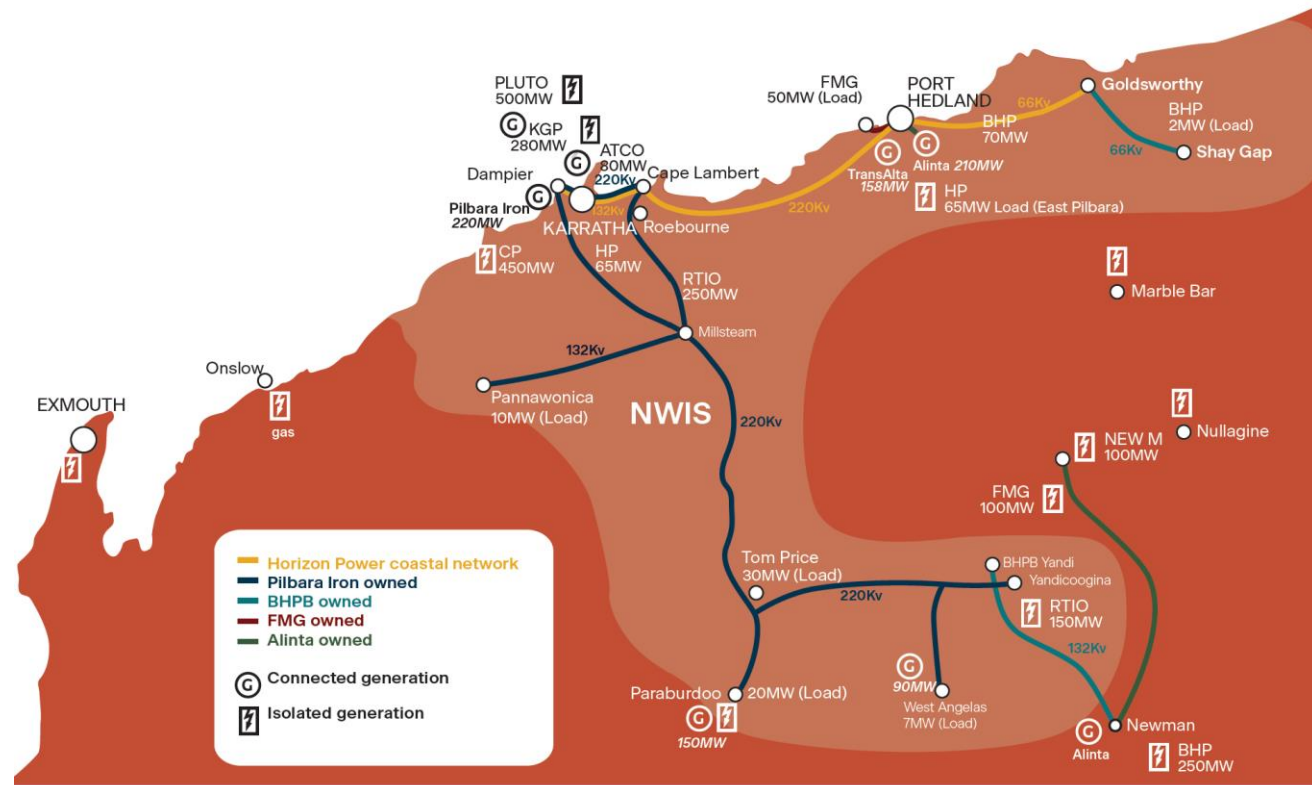 PLUTO
500MW
G
KGP
280MW
G
ATCO
80MW
220Kv
Dampier
G
Pilbara Iron
220MW
Cape Lambert
132Kv
KARRATHA
Roebourne
CP
450MW
HP
65MW
RTIO
250MW
Millsteam
132Kv
Pannawonica
10MW (Load)
FMG
50MW (Load)
PORT
HEDLAND
66Kv
BHP
70MW
Goldsworthy
BHP
2MW (Load)
66Kv
Shay Gap
G
TransAlta
158MW
G
Alinta 210MW
HP
65MW Load (East Pilbara)
220Kv
Marble Bar
Onslow
gas
EXMOUTH
NWIS
220Kv
Nullagine
NEW M
100MW
FMG
100MW
Tom Price
30MW (Load)
220Kv
BHPB Yandi
Yandicoogina
RTIO
150MW
132Kv
Paraburdoo
20MW (Load)
G
150MW
G
90MW
West Angelas
7MW (Load)
G
Alinta
Newman
BHP
250MW
Horizon Power coastal network
Pilbara Iron owned
BHPB owned
FMG owned
Alinta owned
G Connected generation
Isolated generation